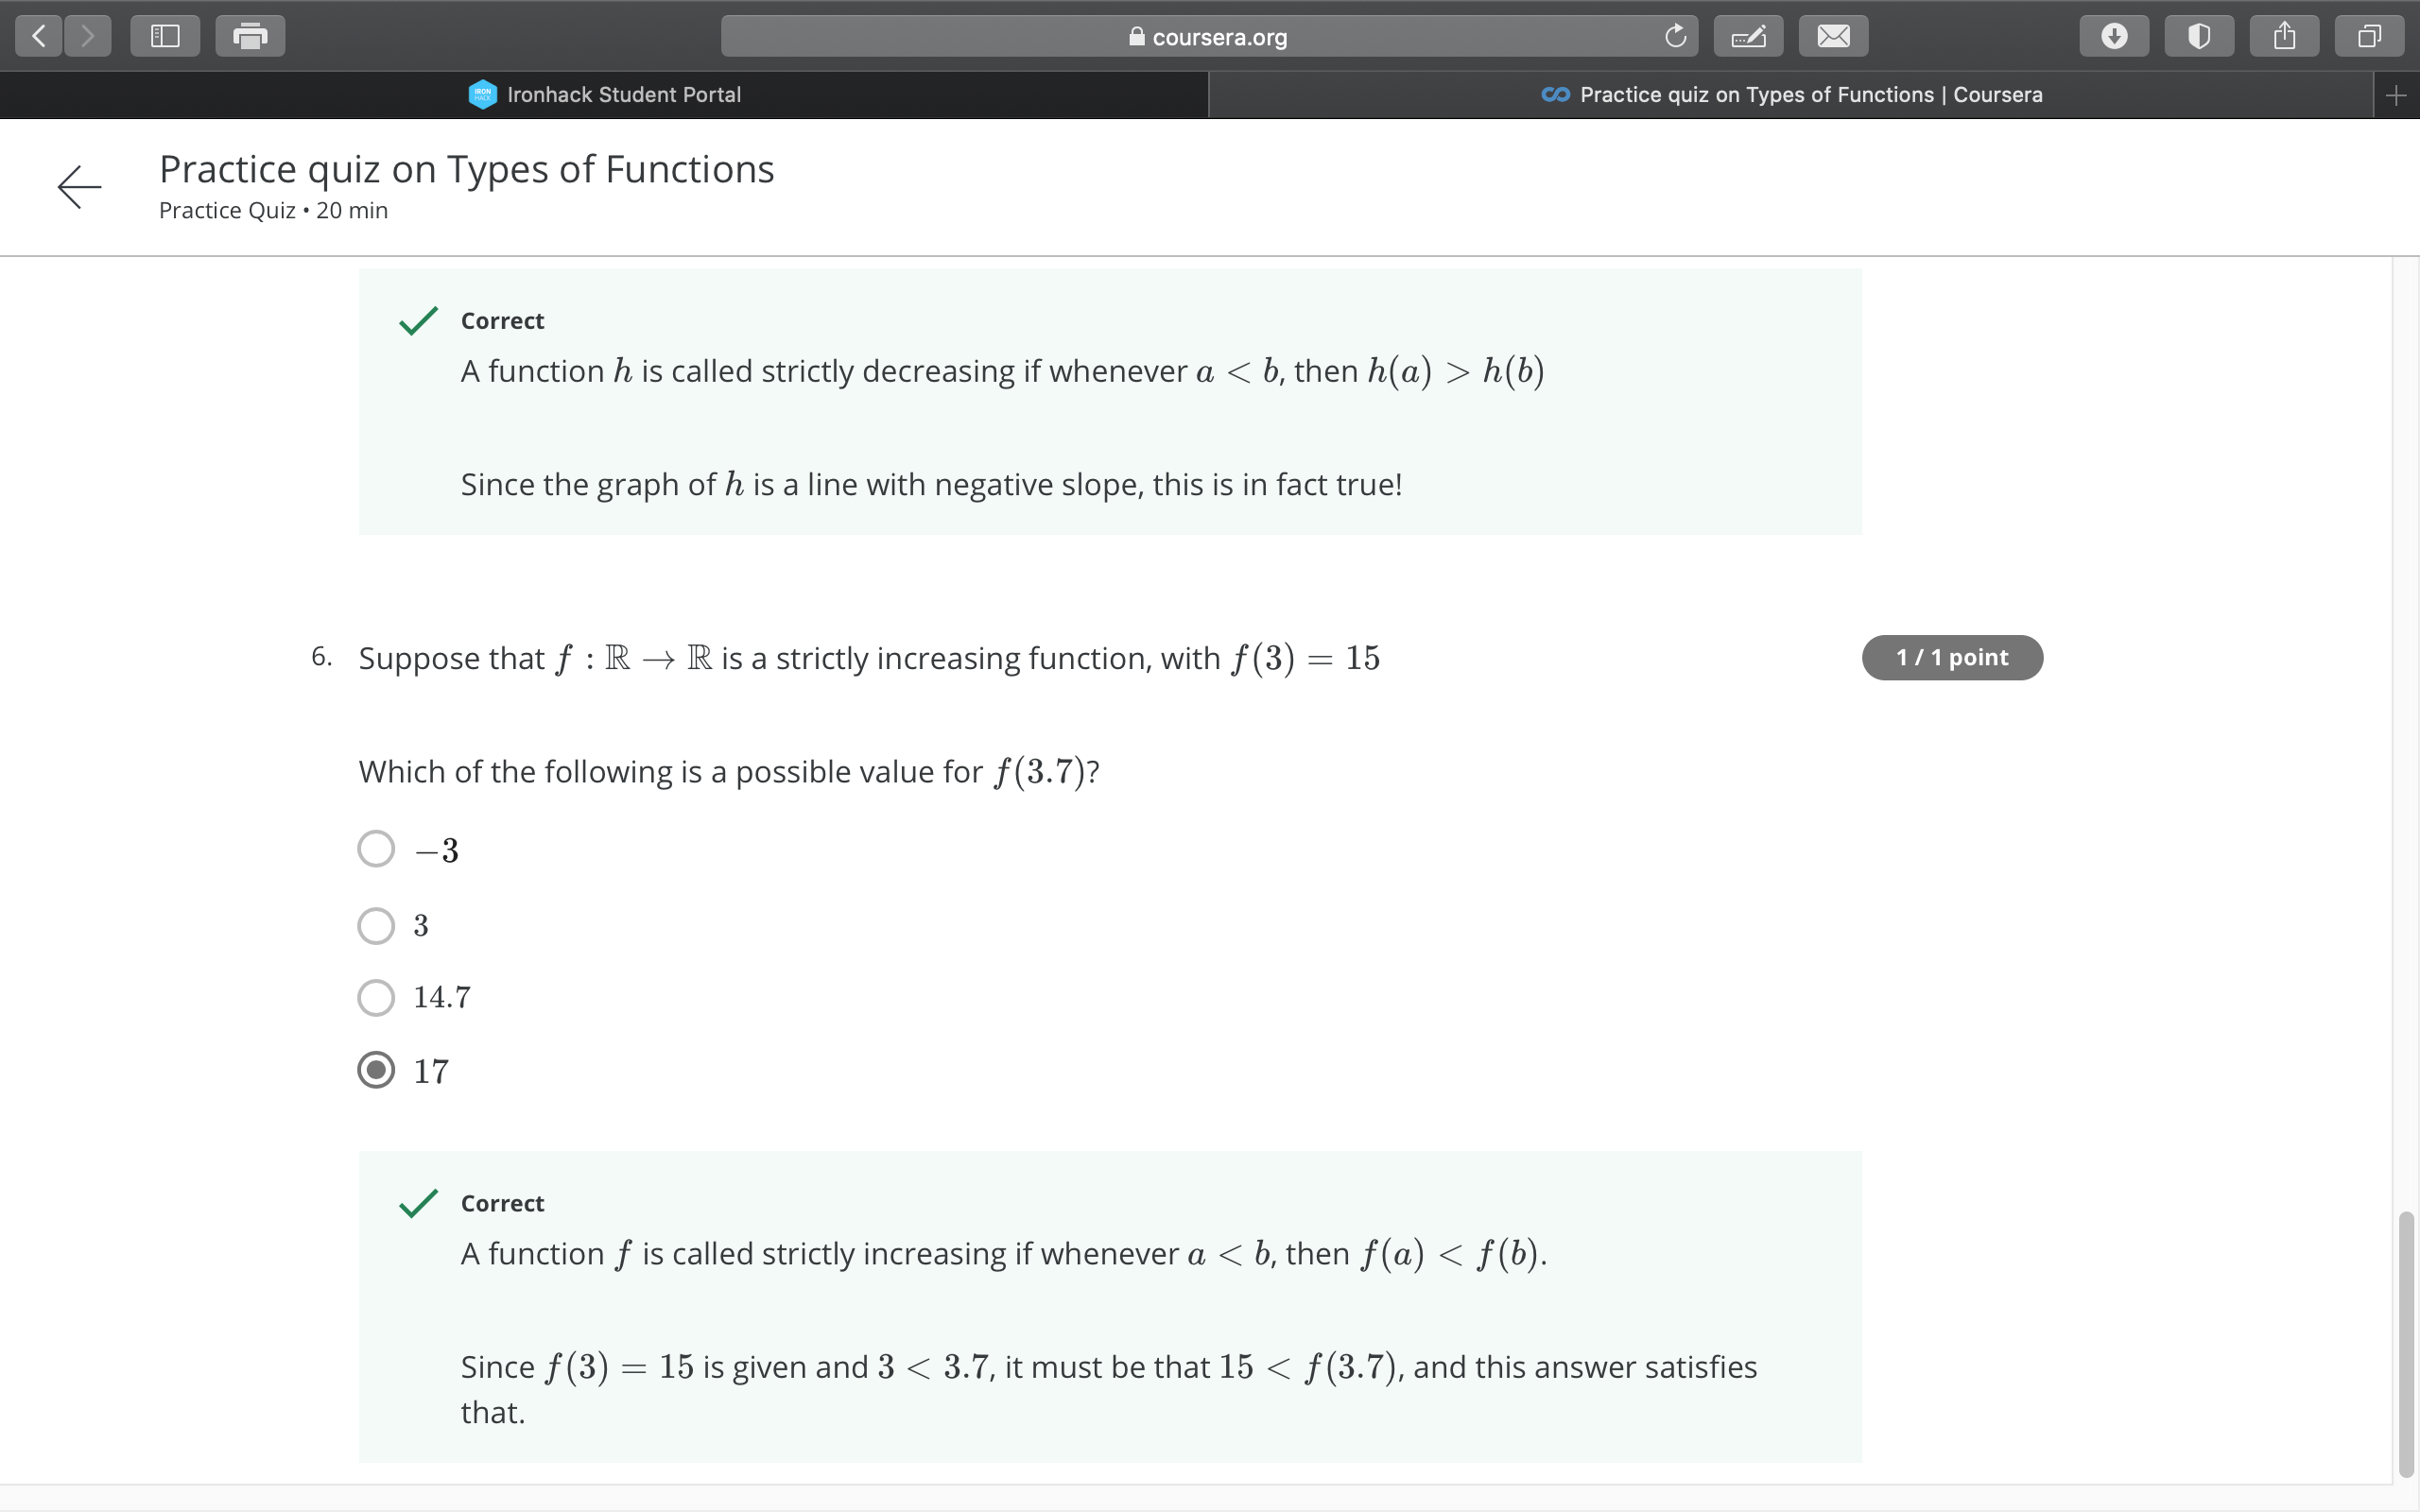 coursera.org
IRON HACK Ironhack Student Portal
Practice quiz on Types of Functions | Coursera
Practice quiz on Types of Functions
Practice Quiz • 20 min
Correct
A function h is called strictly decreasing if whenever a < b, then h(a) > h(b)
Since the graph of h is a line with negative slope, this is in fact true!
6. Suppose that f : ℝ → ℝ is a strictly increasing function, with f(3) = 15
1 / 1 point
Which of the following is a possible value for f(3.7)?
−3
3
14.7
17
Correct
A function f is called strictly increasing if whenever a < b, then f(a) < f(b).
Since f(3) = 15 is given and 3 < 3.7, it must be that 15 < f(3.7), and this answer satisfies
that.